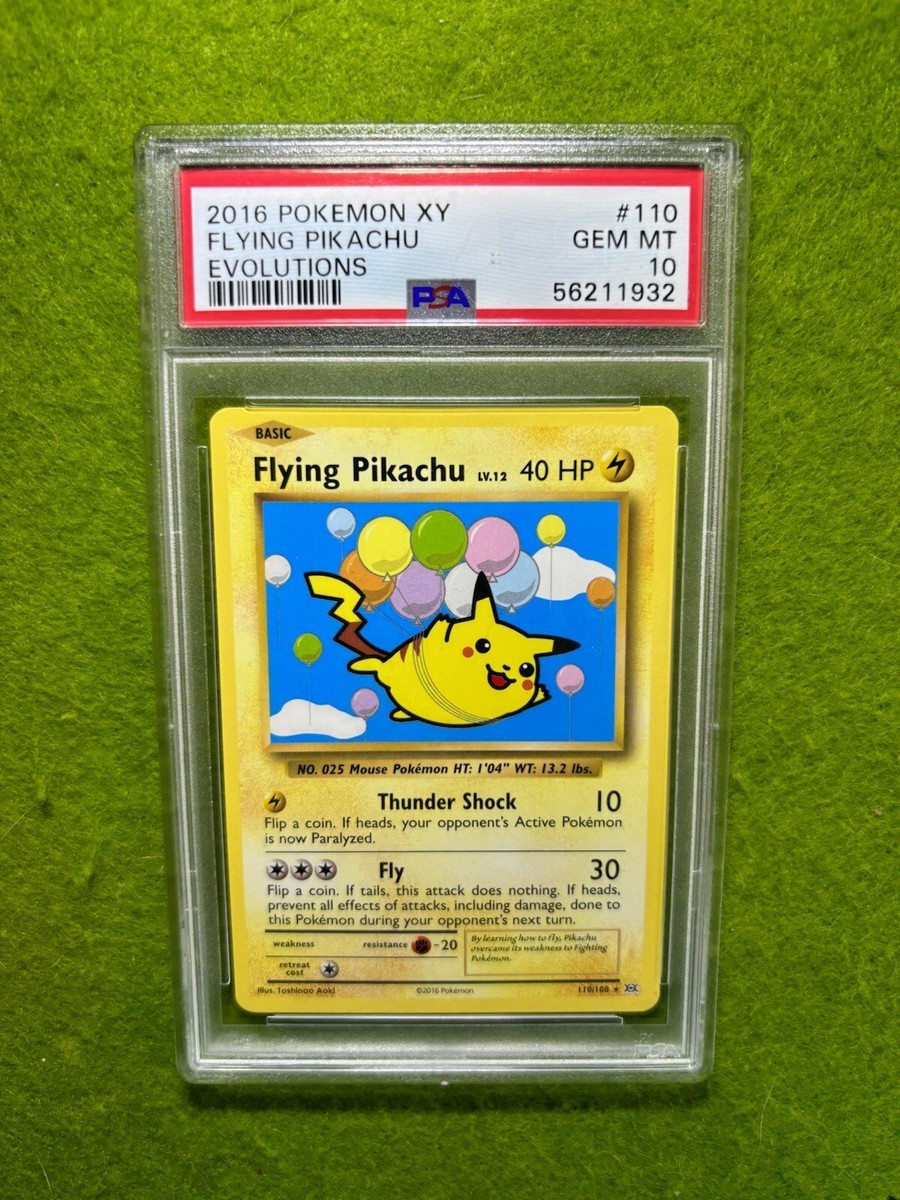 2016 POKEMON XY #110
FLYING PIKACHU GEM MT
EVOLUTIONS 10
PSA 56211932
BASIC
Flying Pikachu LV.12 40 HP
NO. 025 Mouse Pokémon HT: 1'04" WT: 13.2 lbs.
Thunder Shock 10
Flip a coin. If heads, your opponent's Active Pokémon
is now Paralyzed.
Fly 30
Flip a coin. If tails, this attack does nothing. If heads,
prevent all effects of attacks, including damage, done to
this Pokémon during your opponent's next turn.
weakness resistance -20
retreat
cost
By learning how to fly, Pikachu
overcame its weakness to Fighting
Pokémon.
Illus. Toshinao Aoki ©2016 Pokémon 110/108 ★